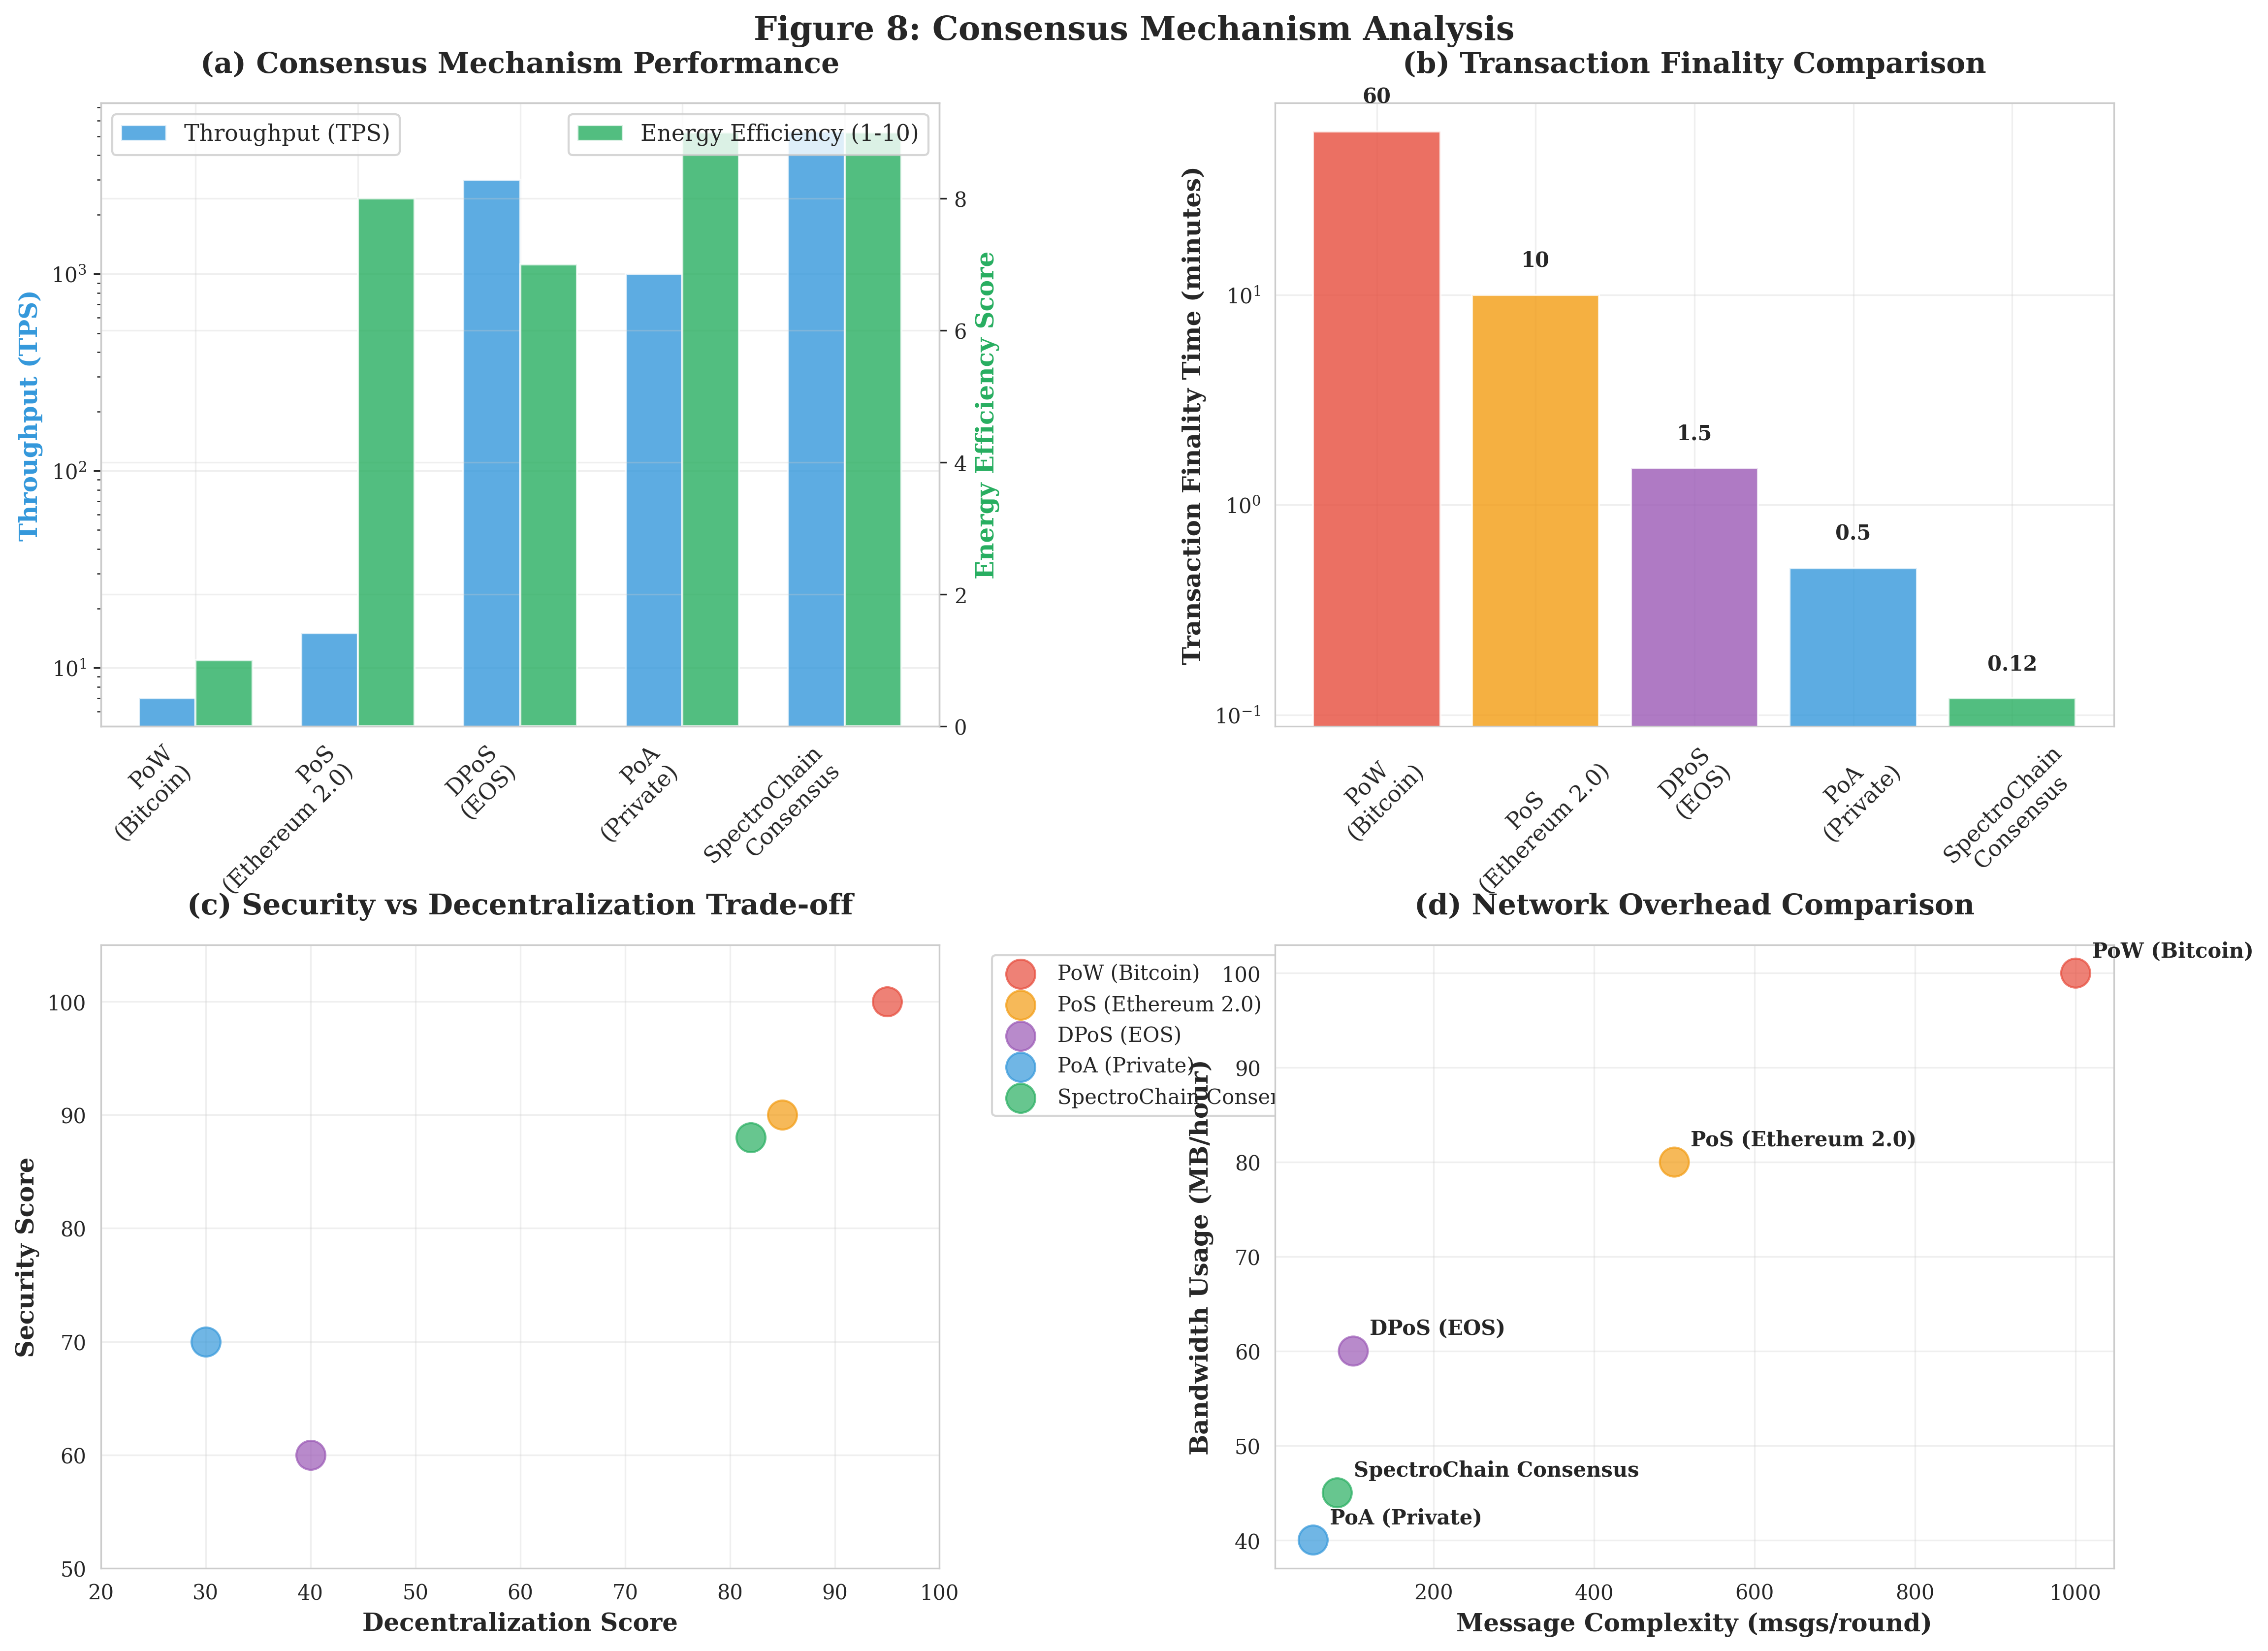 Figure 8: Consensus Mechanism Analysis
(a) Consensus Mechanism Performance
Throughput (TPS)
Energy Efficiency (1-10)
10³
10²
10¹
Throughput (TPS)
8
6
4
2
0
Energy Efficiency Score
PoW
(Bitcoin)
PoS
(Ethereum 2.0)
DPoS
(EOS)
PoA
(Private)
SpectroChain
Consensus
(b) Transaction Finality Comparison
60
10
1.5
0.5
0.12
10¹
10⁰
10⁻¹
Transaction Finality Time (minutes)
PoW
(Bitcoin)
PoS
(Ethereum 2.0)
DPoS
(EOS)
PoA
(Private)
SpectroChain
Consensus
(c) Security vs Decentralization Trade-off
100
90
80
70
60
50
Security Score
20
30
40
50
60
70
80
90
100
Decentralization Score
PoW (Bitcoin)
PoS (Ethereum 2.0)
DPoS (EOS)
PoA (Private)
SpectroChain
(d) Network Overhead Comparison
PoW (Bitcoin)
PoS (Ethereum 2.0)
DPoS (EOS)
SpectroChain Consensus
PoA (Private)
100
90
80
70
60
50
40
Bandwidth Usage (MB/hour)
200
400
600
800
1000
Message Complexity (msgs/round)